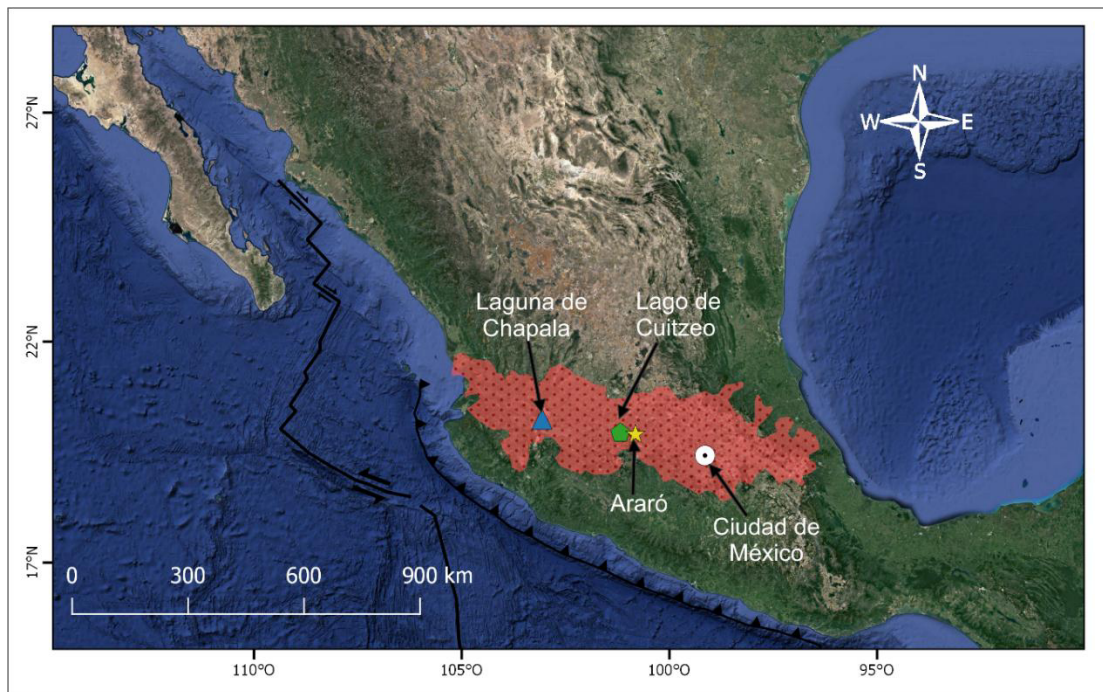 N
W E
S
27°N
22°N
17°N
Laguna de
Chapala
Lago de
Cuitzeo
Araró
Ciudad de
México
0 300 600 900 km
110°O 105°O 100°O 95°O